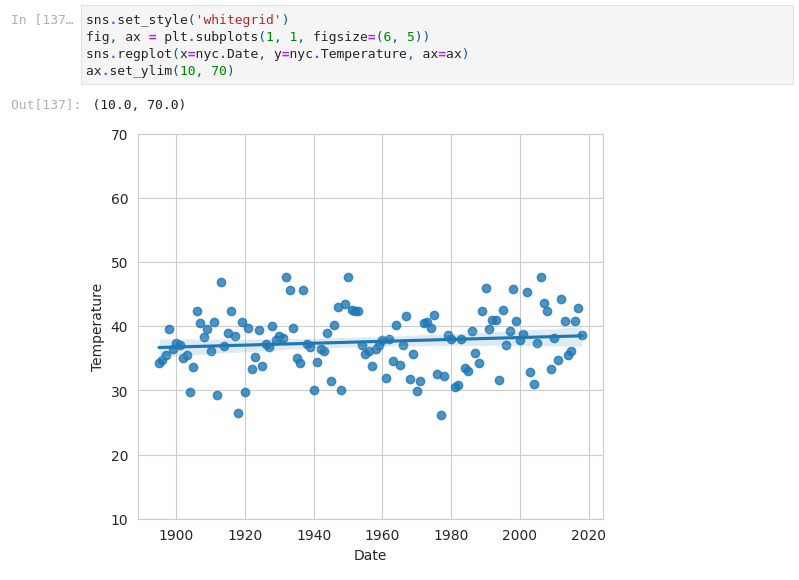 In [137…
sns.set_style('whitegrid')
fig, ax = plt.subplots(1, 1, figsize=(6, 5))
sns.regplot(x=nyc.Date, y=nyc.Temperature, ax=ax)
ax.set_ylim(10, 70)
Out[137]: (10.0, 70.0)
70
60
50
40
30
20
10
Temperature
1900 1920 1940 1960 1980 2000 2020
Date